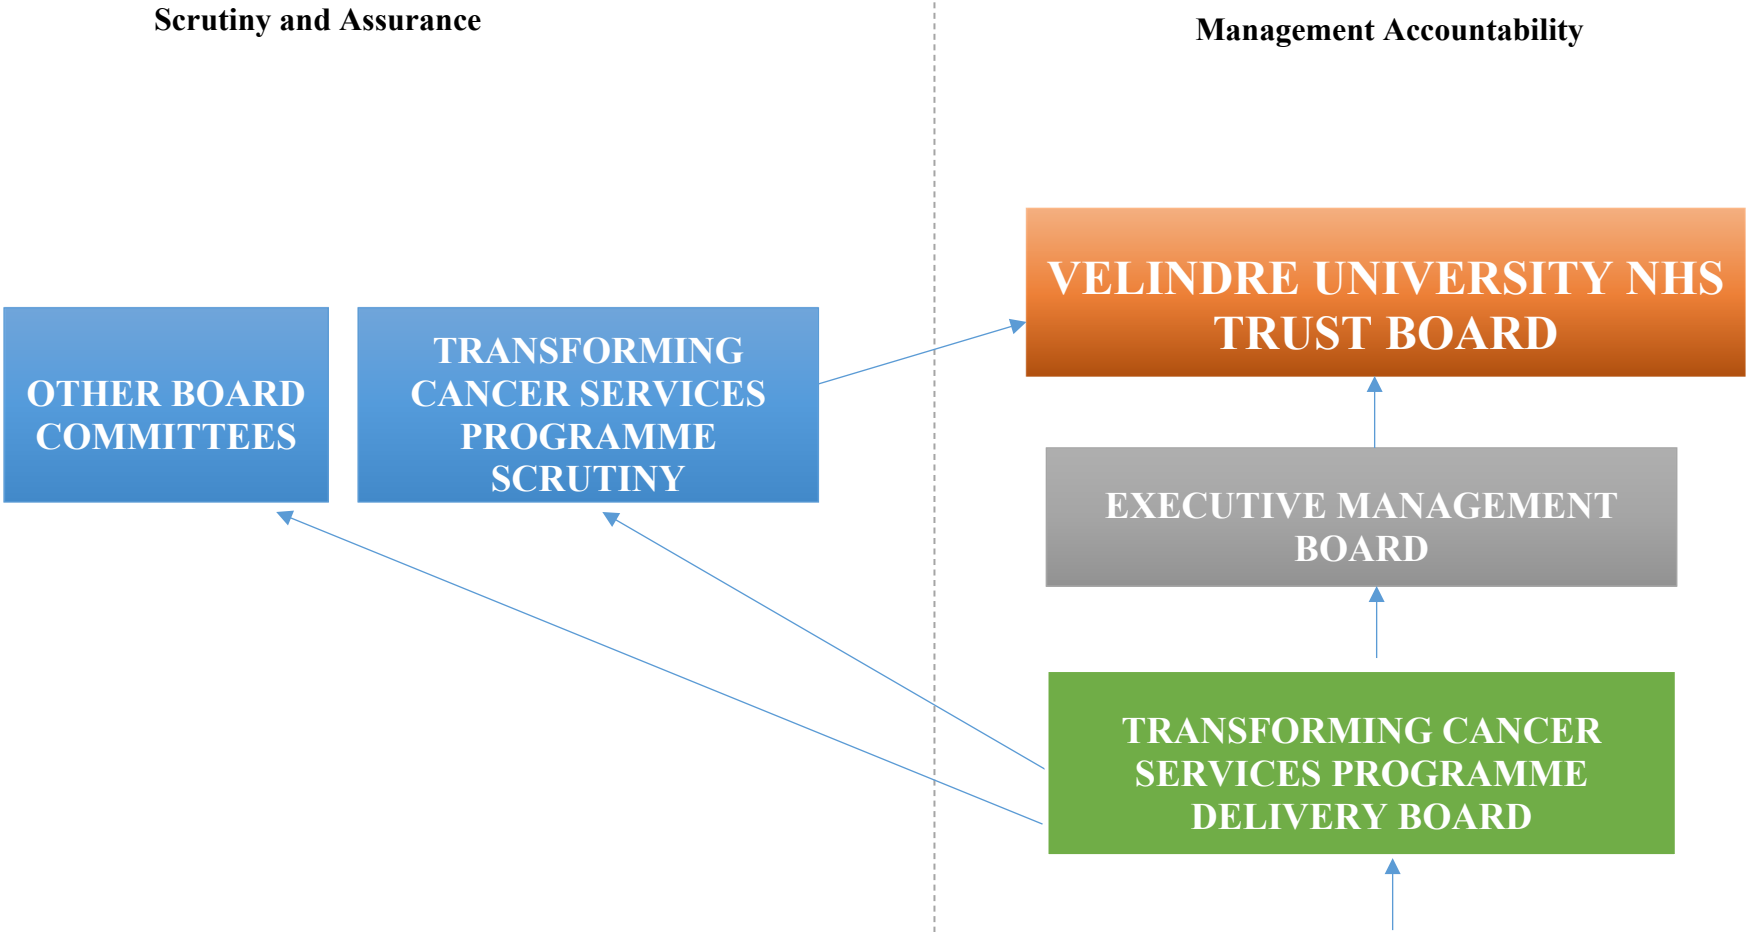 Scrutiny and Assurance
Management Accountability
VELINDRE UNIVERSITY NHS
TRUST BOARD
OTHER BOARD
COMMITTEES
TRANSFORMING
CANCER SERVICES
PROGRAMME
SCRUTINY
EXECUTIVE MANAGEMENT
BOARD
TRANSFORMING CANCER
SERVICES PROGRAMME
DELIVERY BOARD